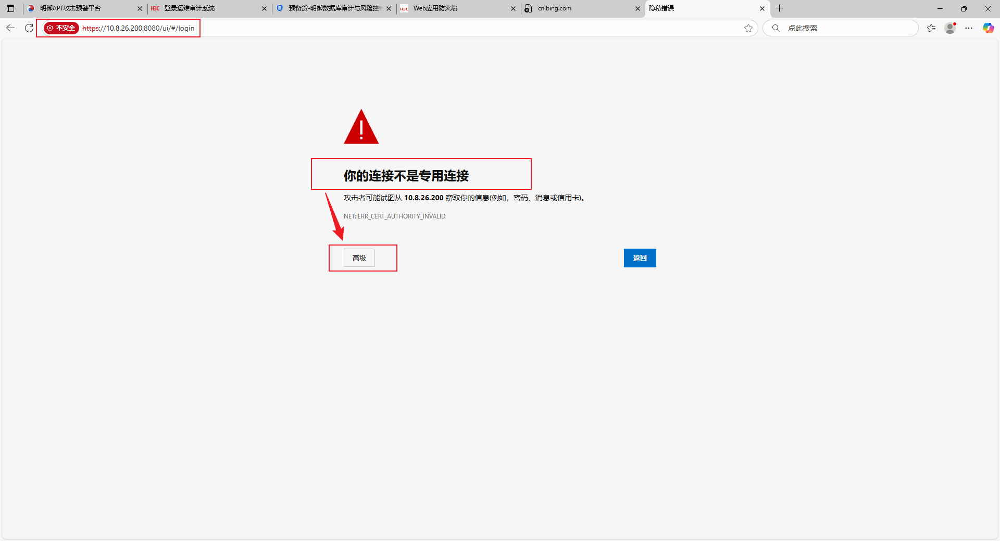 明御APT攻击预警平台
H3C 登录运维审计系统
预备货-明御数据库审计与风险控
H3C Web应用防火墙
cn.bing.com
隐私错误
不安全 https://10.8.26.200:8080/ui/#/login
点此搜索
你的连接不是专用连接
攻击者可能试图从 10.8.26.200 窃取你的信息(例如，密码、消息或信用卡)。
NET::ERR_CERT_AUTHORITY_INVALID
高级
返回